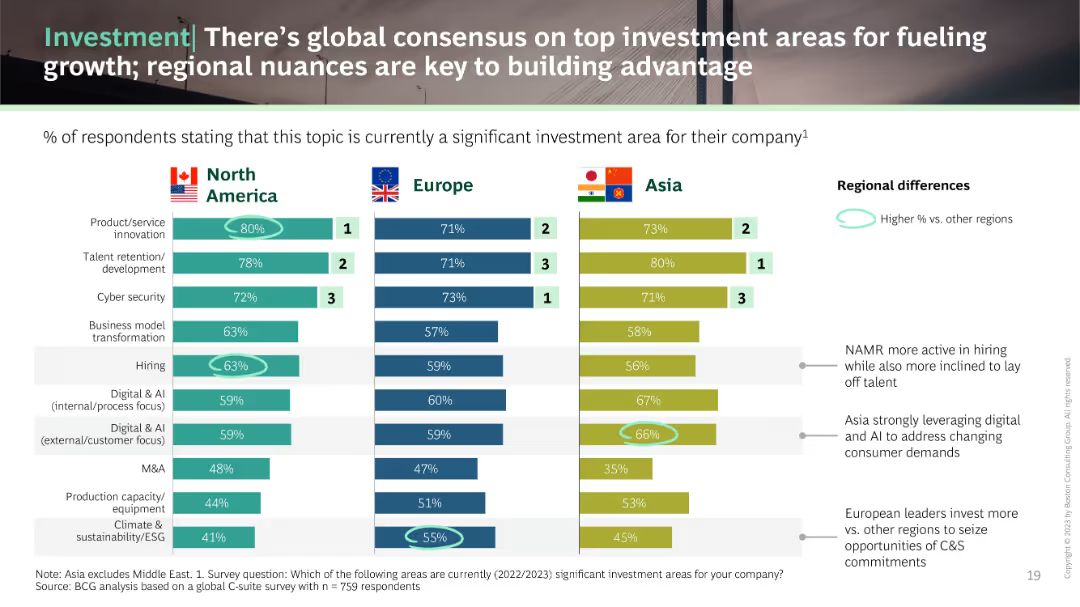 Investment| There's global consensus on top investment areas for fueling
growth; regional nuances are key to building advantage
% of respondents stating that this topic is currently a significant investment area for their company1
North
America
Europe
Asia
Regional differences
Higher % vs. other regions
Product/service
innovation
80%
1
71%
2
73%
2
Talent retention/
development
78%
2
71%
3
80%
1
Cyber security
72%
3
73%
1
71%
3
Business model
transformation
63%
57%
58%
Hiring
63%
59%
56%
NAMR more active in hiring
while also more inclined to lay
off talent
Digital & AI
(internal/process focus)
59%
60%
67%
Digital & AI
(external/customer focus)
59%
59%
66%
Asia strongly leveraging digital
and AI to address changing
consumer demands
M&A
48%
47%
35%
Production capacity/
equipment
44%
51%
53%
Climate &
sustainability/ESG
41%
55%
45%
European leaders invest more
vs. other regions to seize
opportunities of C&S
commitments
Note: Asia excludes Middle East. 1. Survey question: Which of the following areas are currently (2022/2023) significant investment areas for your company?
Source: BCG analysis based on a global C-suite survey with n = 759 respondents
19
Copyright © 2023 by Boston Consulting Group. All rights reserved.